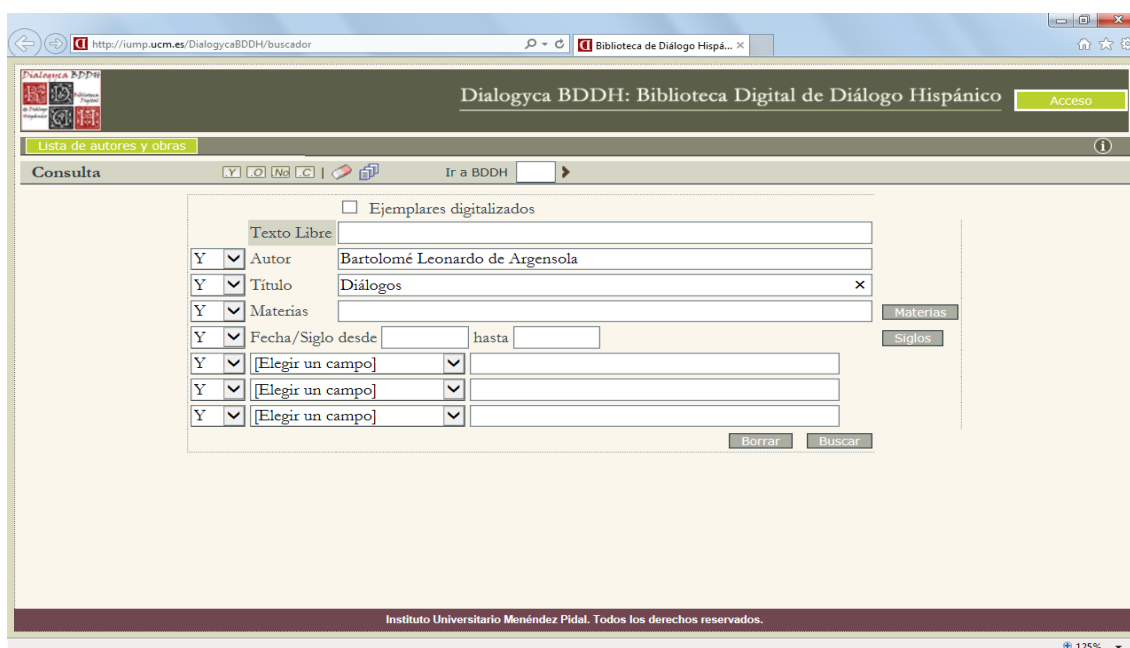 http://iump.ucm.es/DialogycaBDDH/buscador
Biblioteca de Diálogo Hispá...
Dialogyca BDDH
Dialogyca BDDH: Biblioteca Digital de Diálogo Hispánico
Acceso
Lista de autores y obras
Consulta .Y .O No .C | Ir a BDDH
Ejemplares digitalizados
Texto Libre
Y Autor Bartolomé Leonardo de Argensola
Y Título Diálogos ×
Y Materias Materias
Y Fecha/Siglo desde hasta Siglos
Y [Elegir un campo]
Y [Elegir un campo]
Y [Elegir un campo]
Borrar Buscar
Instituto Universitario Menéndez Pidal. Todos los derechos reservados.
125%